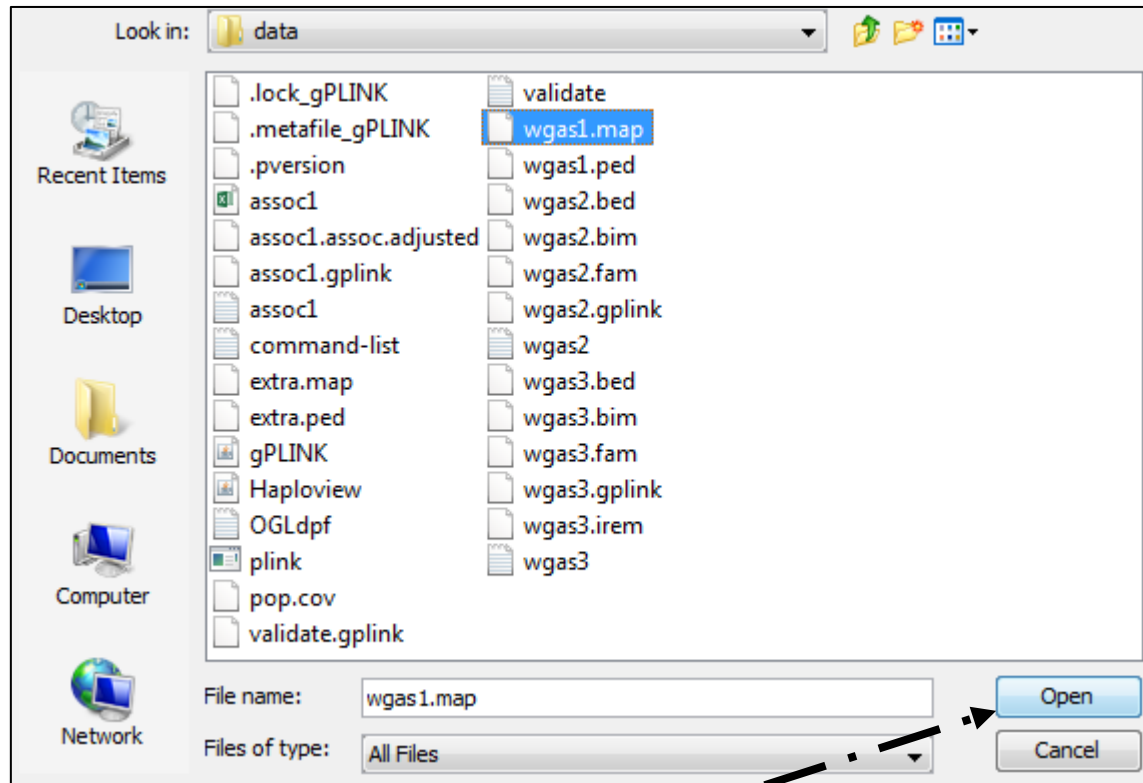 Look in:
data
Recent Items
Desktop
Documents
Computer
Network
.lock_gPLINK
.metafile_gPLINK
.pversion
assoc1
assoc1.assoc.adjusted
assoc1.gplink
assoc1
command-list
extra.map
extra.ped
gPLINK
Haploview
OGLdpf
plink
pop.cov
validate.gplink
validate
wgas1.map
wgas1.ped
wgas2.bed
wgas2.bim
wgas2.fam
wgas2.gplink
wgas2
wgas3.bed
wgas3.bim
wgas3.fam
wgas3.gplink
wgas3.irem
wgas3
File name:
wgas1.map
Open
Files of type:
All Files
Cancel